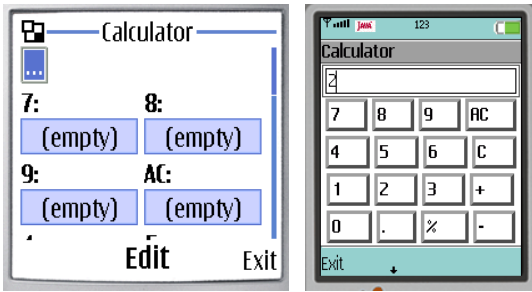 Calculator
...
7:
8:
(empty)
(empty)
9:
AC:
(empty)
(empty)
Edit
Exit
JAVA
123
Calculator
2
7
8
9
AC
4
5
6
C
1
2
3
+
0
.
%
-
Exit